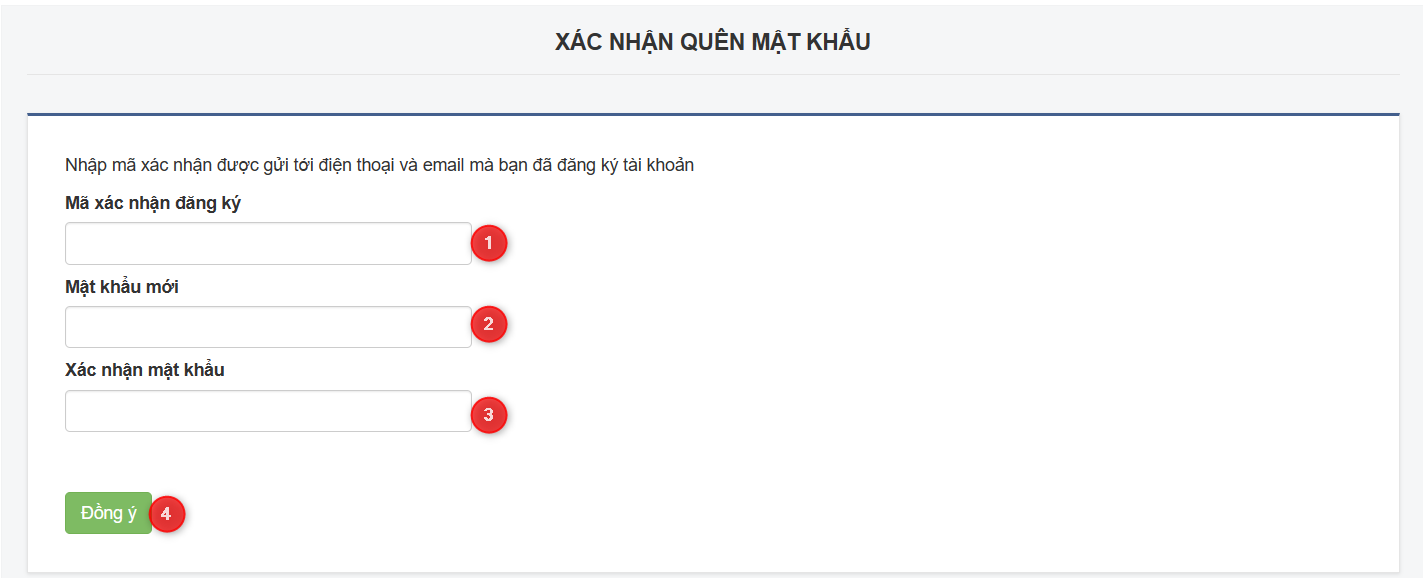 XÁC NHẬN QUÊN MẬT KHẨU
Nhập mã xác nhận được gửi tới điện thoại và email mà bạn đã đăng ký tài khoản
Mã xác nhận đăng ký
1
Mật khẩu mới
2
Xác nhận mật khẩu
3
Đồng ý 4